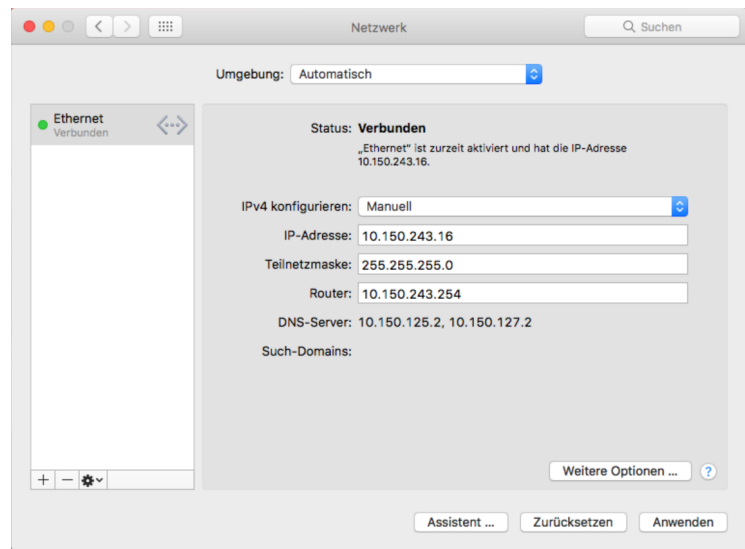 Netzwerk
Suchen
Umgebung: Automatisch
Ethernet
Verbunden
Status: Verbunden
„Ethernet“ ist zurzeit aktiviert und hat die IP-Adresse
10.150.243.16.
IPv4 konfigurieren: Manuell
IP-Adresse: 10.150.243.16
Teilnetzmaske: 255.255.255.0
Router: 10.150.243.254
DNS-Server: 10.150.125.2, 10.150.127.2
Such-Domains:
Weitere Optionen ... ?
Assistent ... Zurücksetzen Anwenden